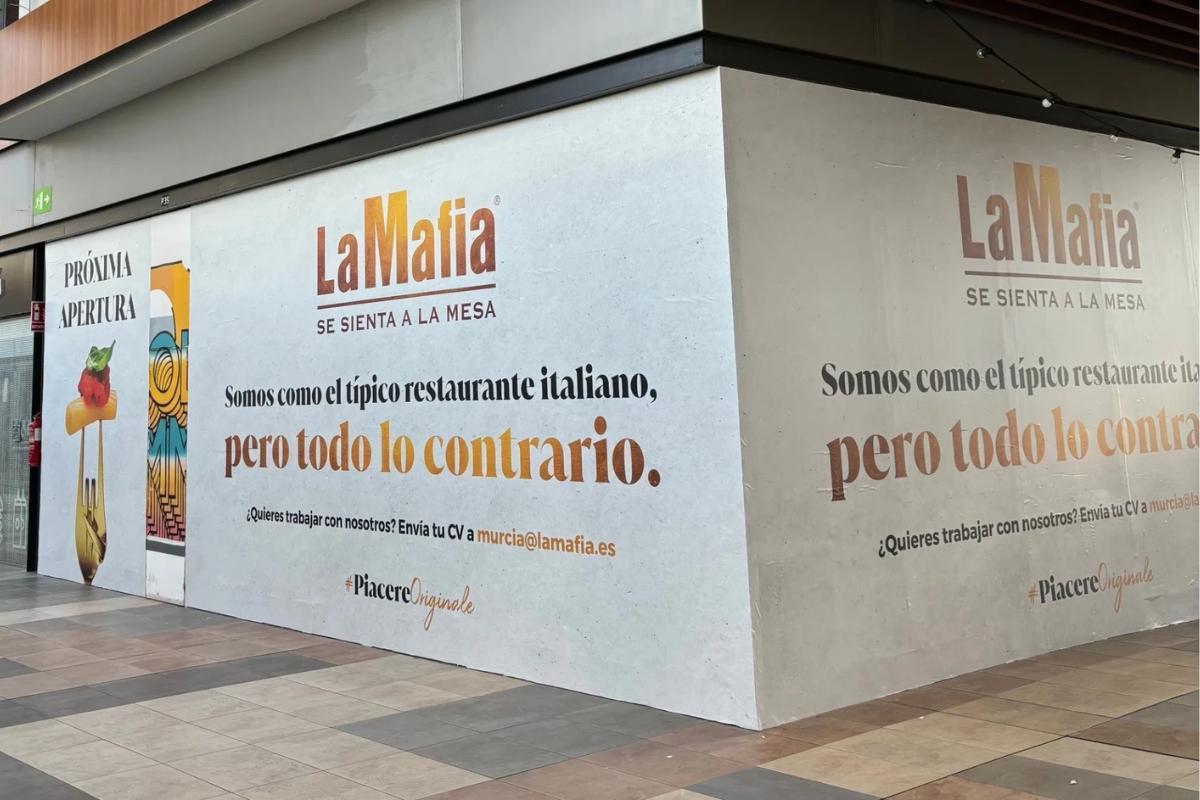 PRÓXIMA
APERTURA
LaMafia®
SE SIENTA A LA MESA
Somos como el típico restaurante italiano,
pero todo lo contrario.
¿Quieres trabajar con nosotros? Envía tu CV a murcia@lamafia.es
#PiacereOriginale
LaMafia®
SE SIENTA A LA MESA
Somos como el típico restaurante ita
pero todo lo contra
¿Quieres trabajar con nosotros? Envía tu CV a murcia@la
#PiacereOriginale